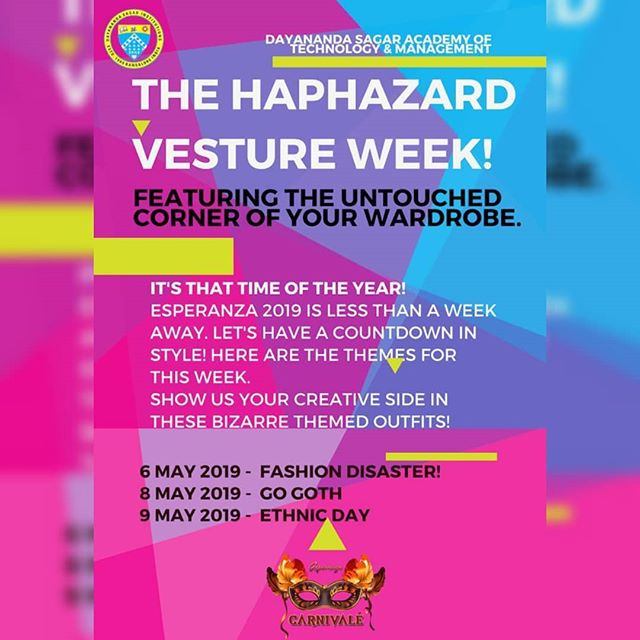 DAYANANDA SAGAR ACADEMY OF
TECHNOLOGY & MANAGEMENT
THE HAPHAZARD
VESTURE WEEK!
FEATURING THE UNTOUCHED
CORNER OF YOUR WARDROBE.
IT'S THAT TIME OF THE YEAR!
ESPERANZA 2019 IS LESS THAN A WEEK
AWAY. LET'S HAVE A COUNTDOWN IN
STYLE! HERE ARE THE THEMES FOR
THIS WEEK.
SHOW US YOUR CREATIVE SIDE IN
THESE BIZARRE THEMED OUTFITS!
6 MAY 2019 - FASHION DISASTER!
8 MAY 2019 - GO GOTH
9 MAY 2019 - ETHNIC DAY
Esperanza
CARNIVALÉ